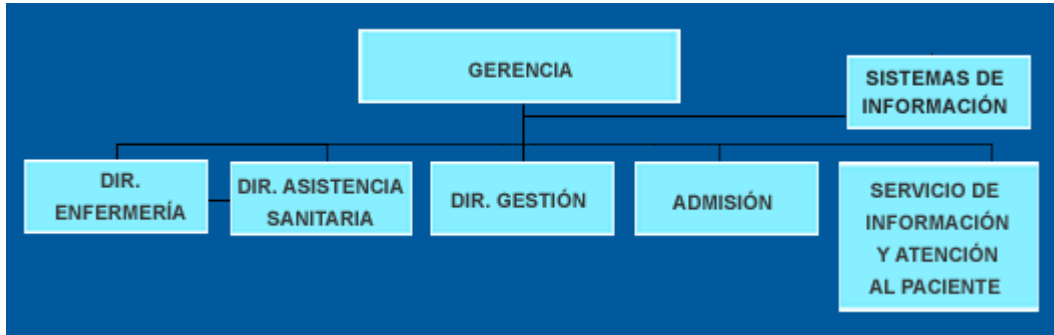 GERENCIA
SISTEMAS DE
INFORMACIÓN
DIR.
ENFERMERÍA
DIR. ASISTENCIA
SANITARIA
DIR. GESTIÓN
ADMISIÓN
SERVICIO DE
INFORMACIÓN
Y ATENCIÓN
AL PACIENTE